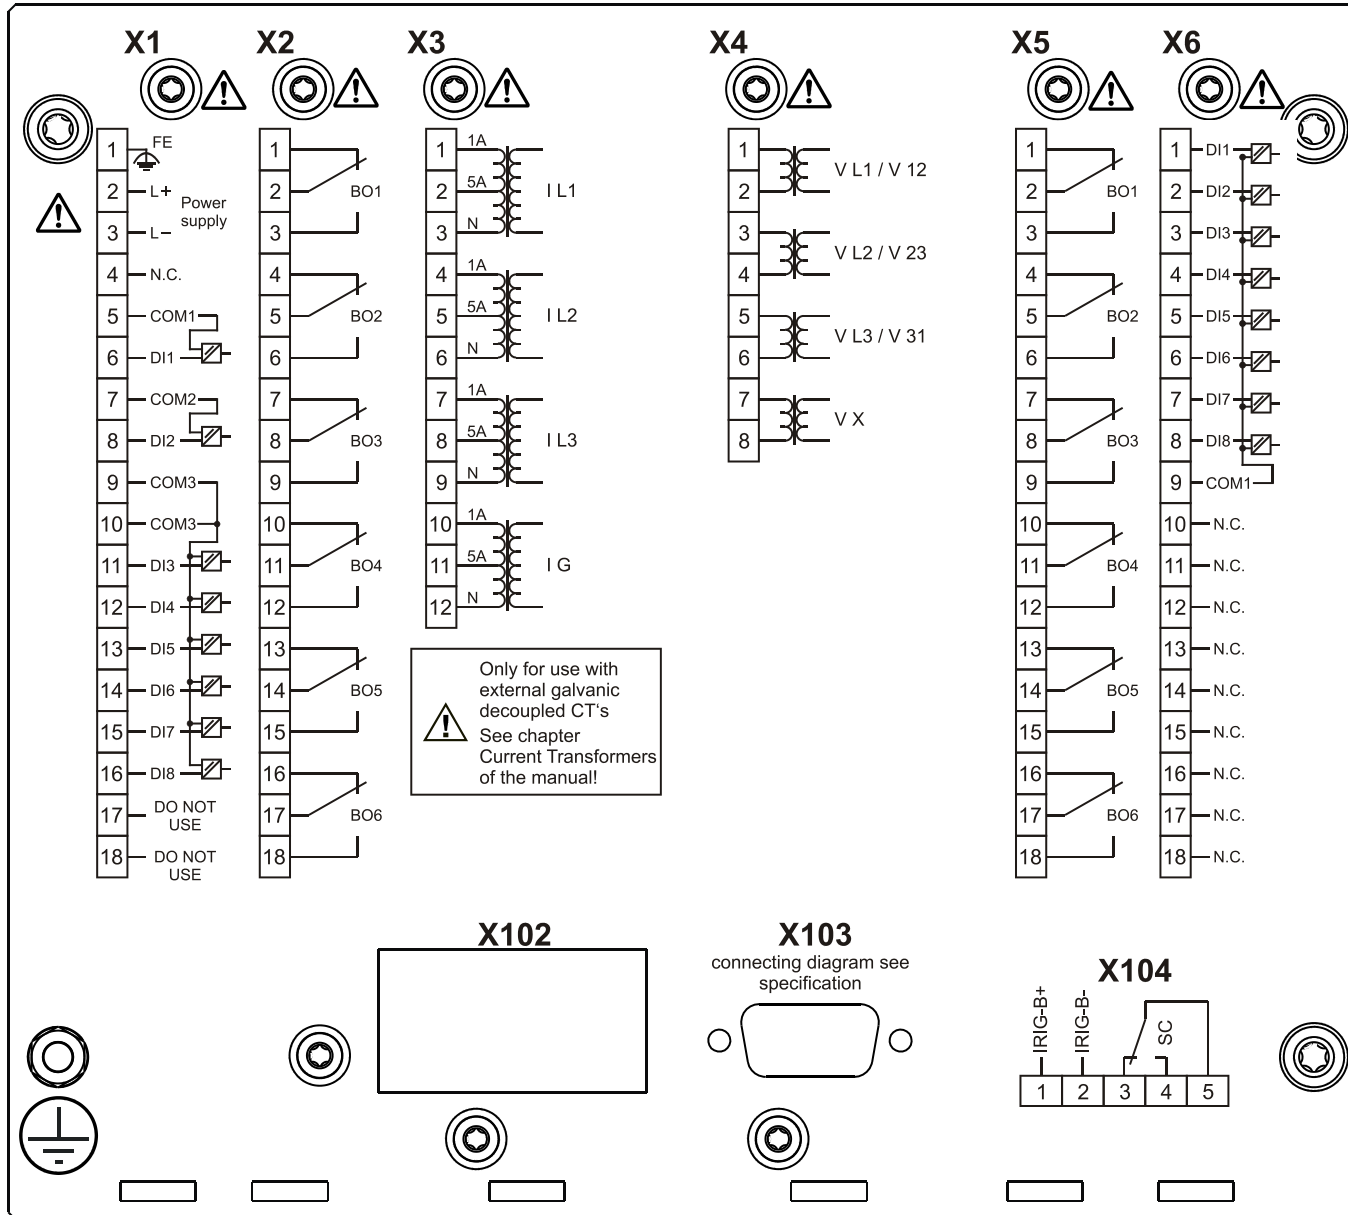 X1 X2 X3 X4 X5 X6
1 FE
2 L+
Power
supply
3 L−
4 N.C.
5 COM1
6 DI1
7 COM2
8 DI2
9 COM3
10 COM3
11 DI3
12 DI4
13 DI5
14 DI6
15 DI7
16 DI8
17 DO NOT
USE
18 DO NOT
USE
1
2 BO1
3
4
5 BO2
6
7
8 BO3
9
10
11 BO4
12
13
14 BO5
15
16
17 BO6
18
1 1A
2 5A I L1
3 N
4 1A
5 5A I L2
6 N
7 1A
8 5A I L3
9 N
10 1A
11 5A I G
12 N
Only for use with
external galvanic
decoupled CT's
See chapter
Current Transformers
of the manual!
1
V L1 / V 12
2
3
V L2 / V 23
4
5
V L3 / V 31
6
7
V X
8
1
2 BO1
3
4
5 BO2
6
7
8 BO3
9
10
11 BO4
12
13
14 BO5
15
16
17 BO6
18
1 DI1
2 DI2
3 DI3
4 DI4
5 DI5
6 DI6
7 DI7
8 DI8
9 COM1
10 N.C.
11 N.C.
12 N.C.
13 N.C.
14 N.C.
15 N.C.
16 N.C.
17 N.C.
18 N.C.
X102
X103
connecting diagram see
specification
X104
IRIG-B+
IRIG-B-
SC
1 2 3 4 5